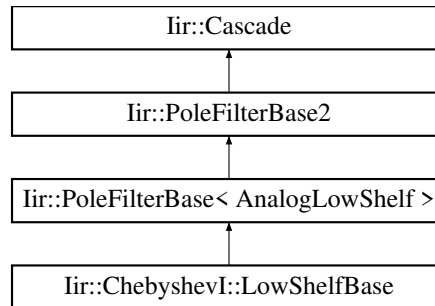 Iir::Cascade
Iir::PoleFilterBase2
Iir::PoleFilterBase< AnalogLowShelf >
Iir::ChebyshevI::LowShelfBase